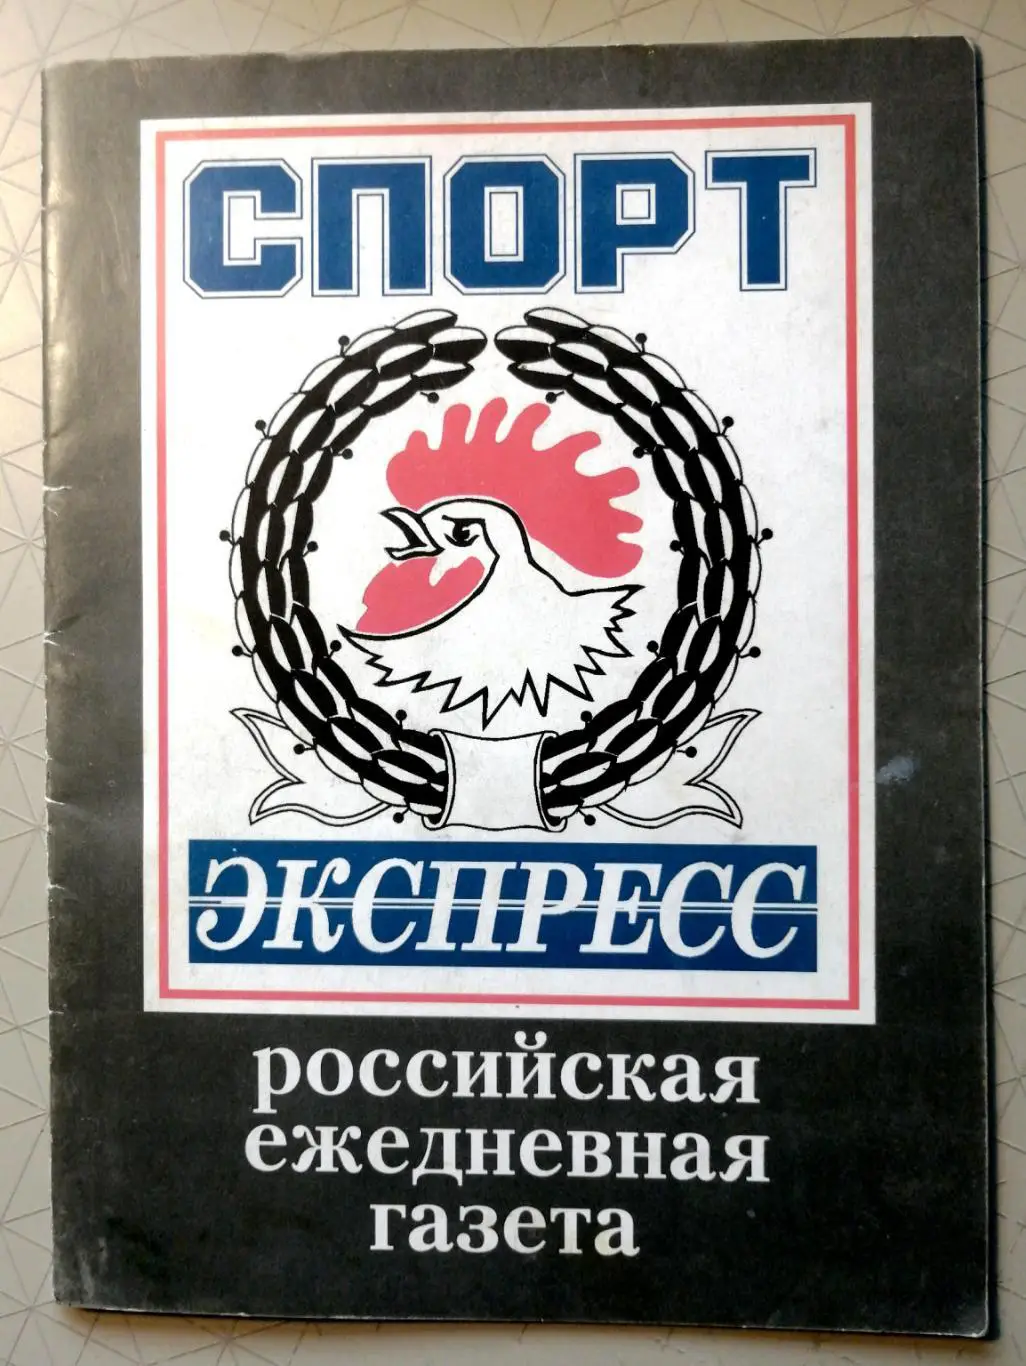 СПОРТ
ЭКСПРЕСС
российская
ежедневная
газета